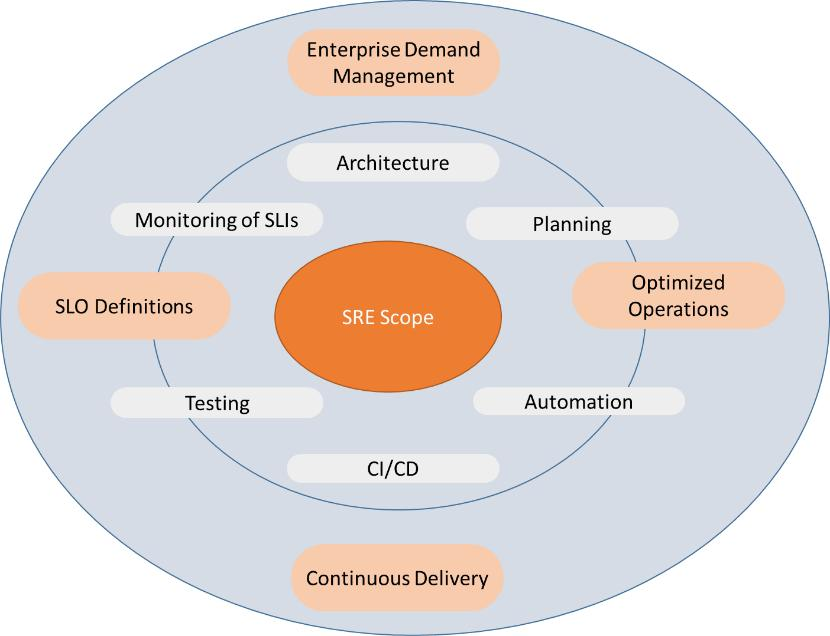 Enterprise Demand
Management
Architecture
Monitoring of SLIs
Planning
SLO Definitions
SRE Scope
Optimized
Operations
Testing
Automation
CI/CD
Continuous Delivery